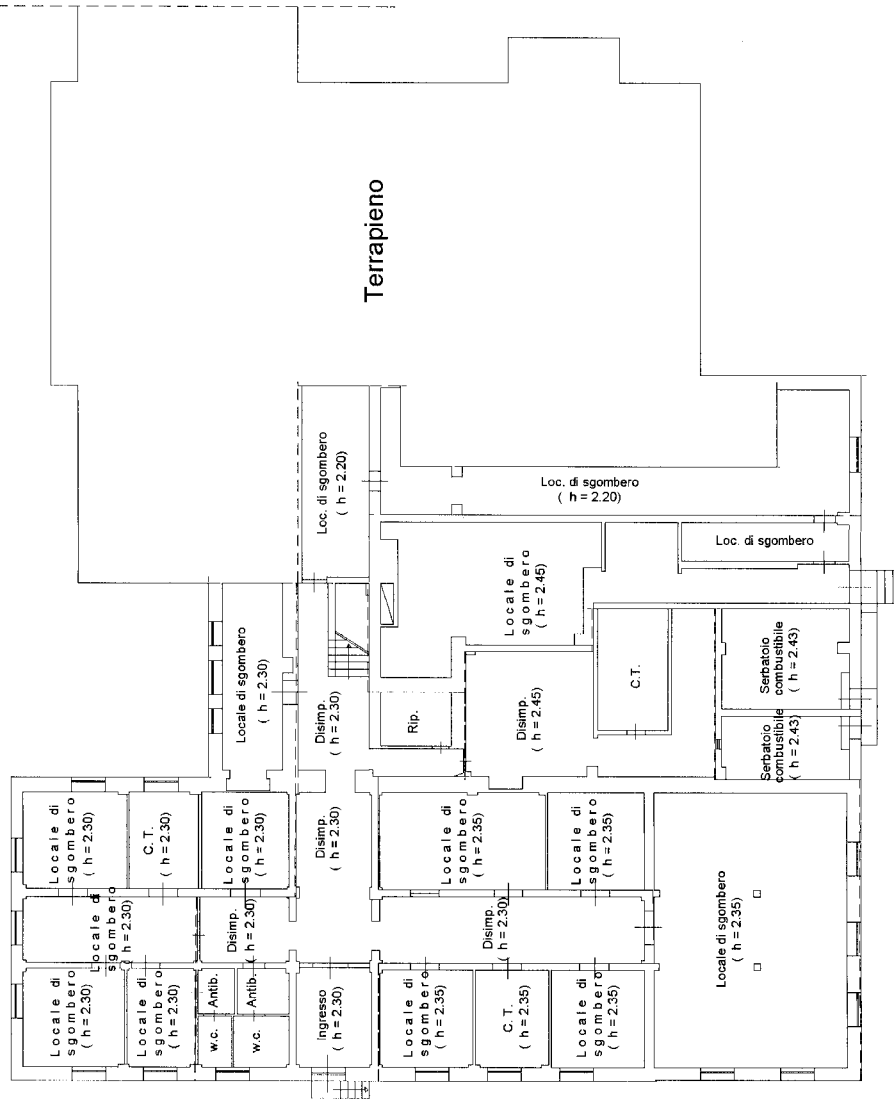 Terrapieno
Loc. di sgombero
( h = 2.20)
Loc. di sgombero
( h = 2.20)
Loc. di sgombero
Locale di
sgombero
( h = 2.45)
Locale di sgombero
( h = 2.30)
Disimp.
( h = 2.30)
Rip.
Disimp.
( h = 2.45)
C.T.
Serbatoio
combustibile
( h = 2.43)
Serbatoio
combustibile
( h = 2.43)
Locale di
sgombero
( h = 2.30)
C.T.
( h = 2.30)
Locale di
sgombero
( h = 2.30)
Disimp.
( h = 2.30)
Locale di
sgombero
( h = 2.35)
Locale di
sgombero
( h = 2.35)
Locale di
sgombero
( h = 2.30)
Disimp.
( h = 2.30)
Disimp.
( h = 2.30)
Locale di sgombero
( h = 2.35)
Locale di
sgombero
( h = 2.30)
Locale di
sgombero
( h = 2.30)
Antib.
Antib.
w.c.
w.c.
Ingresso
( h = 2.30)
Locale di
sgombero
( h = 2.35)
C.T.
( h = 2.35)
Locale di
sgombero
( h = 2.35)